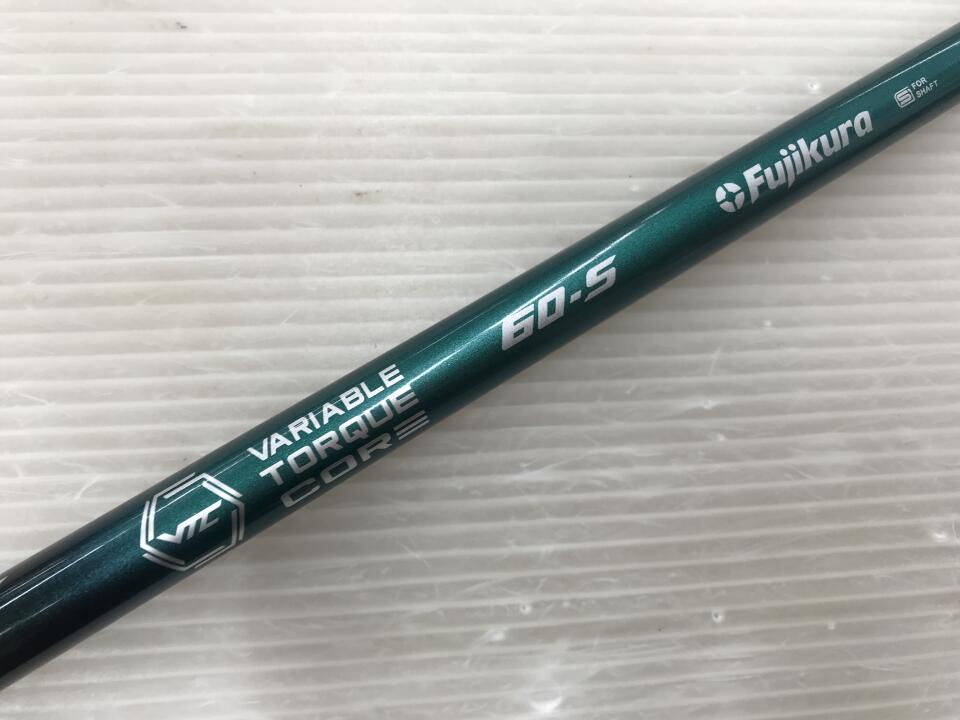 VTC
VARIABLE
TORQUE
CORE
60-S
Fujikura
S FOR
SHAFT